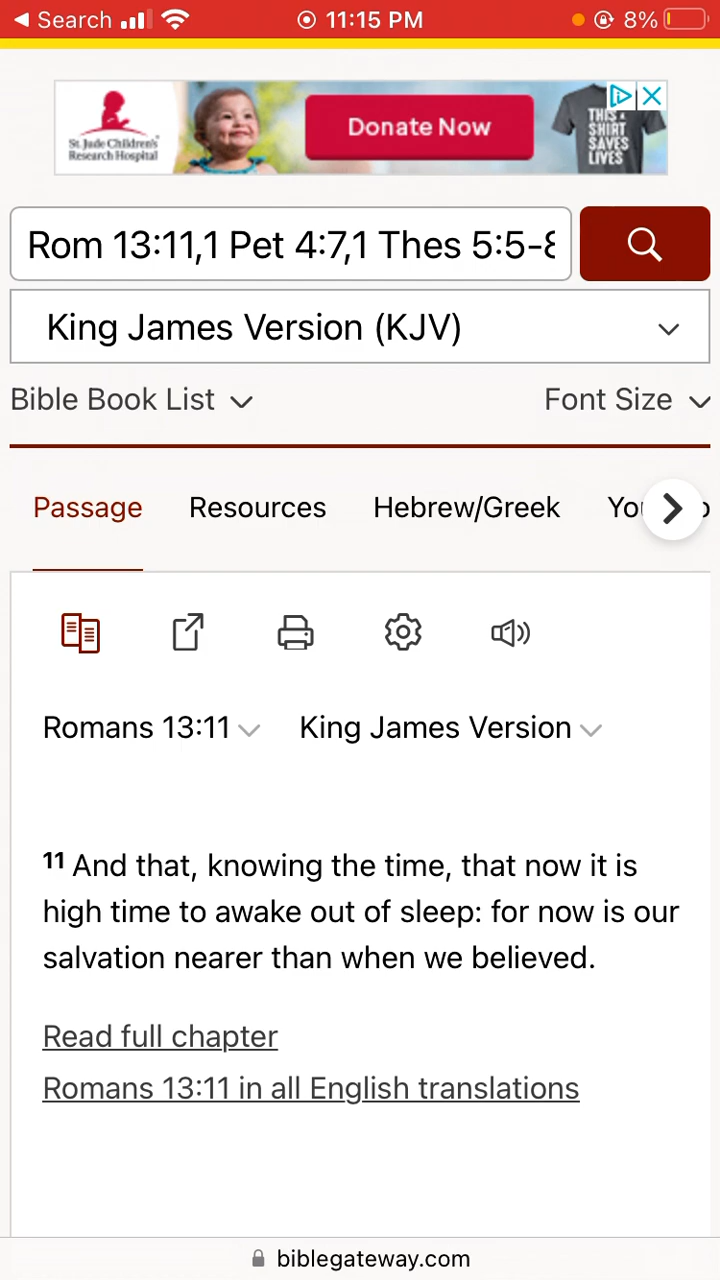 Search 11:15 PM 8%
St. Jude Children's
Research Hospital
Donate Now
THIS
SHIRT
SAVES
LIVES
Rom 13:11,1 Pet 4:7,1 Thes 5:5-8
King James Version (KJV)
Bible Book List Font Size
Passage Resources Hebrew/Greek
Romans 13:11 King James Version
11 And that, knowing the time, that now it is
high time to awake out of sleep: for now is our
salvation nearer than when we believed.
Read full chapter
Romans 13:11 in all English translations
biblegateway.com